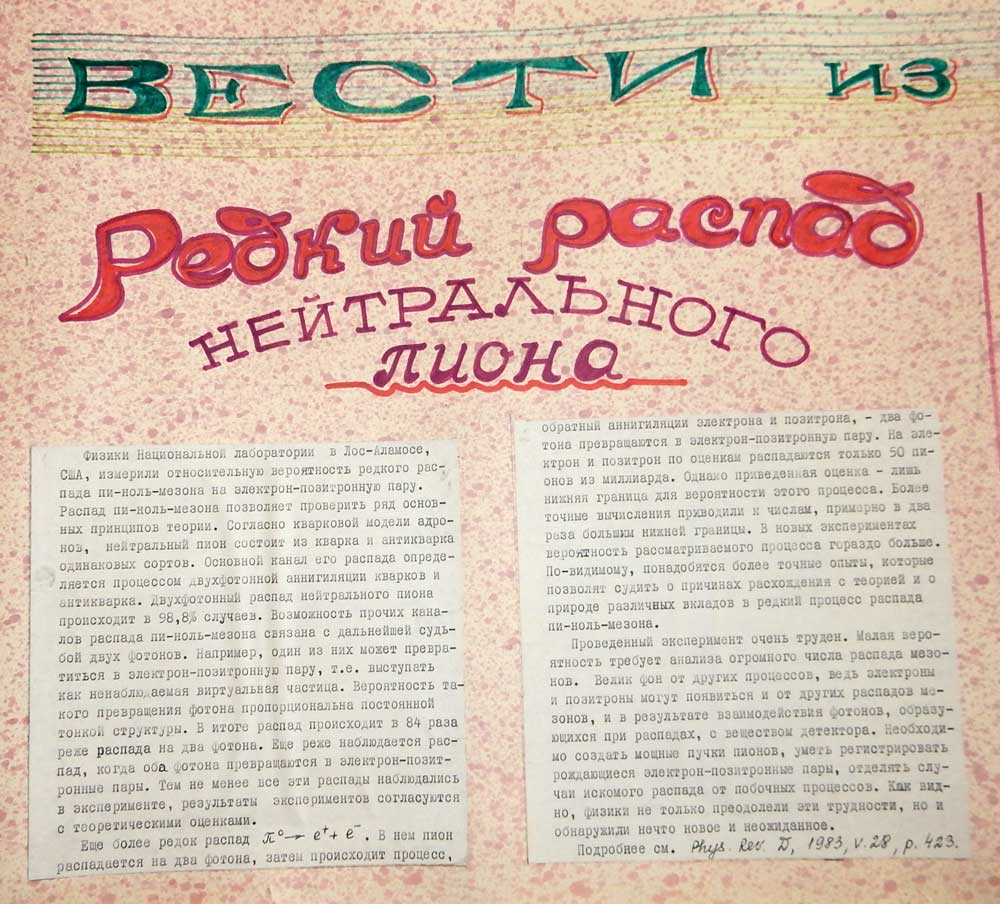 ВЕСТИ ИЗ
Редкий распад
НЕЙТРАЛЬНОГО
пиона
Физики Национальной лаборатории в Лос-Аламосе,
США, измерили относительную вероятность редкого рас-
пада пи-ноль-мезона на электрон-позитронную пару.
Распад пи-ноль-мезона позволяет проверить ряд основ-
ных принципов теории. Согласно кварковой модели адро-
нов, нейтральный пион состоит из кварка и антикварка
одинаковых сортов. Основной канал его распада опреде-
ляется процессом двухфотонной аннигиляции кварков и
антикварка. Двухфотонный распад нейтрального пиона
происходит в 98,8% случаев. Возможность прочих кана-
лов распада пи-ноль-мезона связана с дальнейшей судь-
бой двух фотонов. Например, один из них может превра-
титься в электрон-позитронную пару, т.е. выступать
как ненаблюдаемая виртуальная частица. Вероятность та-
кого превращения фотона пропорциональна постоянной
тонкой структуры. В итоге распад происходит в 84 раза
реже распада на два фотона. Еще реже наблюдается рас-
пад, когда оба фотона превращаются в электрон-позит-
ронные пары. Тем не менее все эти распады наблюдались
в эксперименте, результаты экспериментов согласуются
с теоретическими оценками.
Еще более редок распад π° → e⁺ + e⁻. В нем пион
распадается на два фотона, затем происходит процесс,
обратный аннигиляции электрона и позитрона, - два фо-
тона превращаются в электрон-позитронную пару. На эле-
ктрон и позитрон по оценкам распадаются только 50 пи-
онов из миллиарда. Однако приведенная оценка - лишь
нижняя граница для вероятности этого процесса. Более
точные вычисления приводили к числам, примерно в два
раза большим нижней границы. В новых экспериментах
вероятность рассматриваемого процесса гораздо больше.
По-видимому, понадобятся более точные опыты, которые
позволят судить о причинах расхождения с теорией и о
природе различных вкладов в редкий процесс распада
пи-ноль-мезона.
Проведенный эксперимент очень труден. Малая веро-
ятность требует анализа огромного числа распада мезо-
нов. Велик фон от других процессов, ведь электроны
и позитроны могут появиться и от других распадов ме-
зонов, и в результате взаимодействия фотонов, образу-
ющихся при распадах, с веществом детектора. Необходи-
мо создать мощные пучки пионов, уметь регистрировать
рождающиеся электрон-позитронные пары, отделять слу-
чаи искомого распада от побочных процессов. Как вид-
но, физики не только преодолели эти трудности, но и
обнаружили нечто новое и неожиданное.
Подробнее см. Phys. Rev. D, 1983, v.28, p. 423.